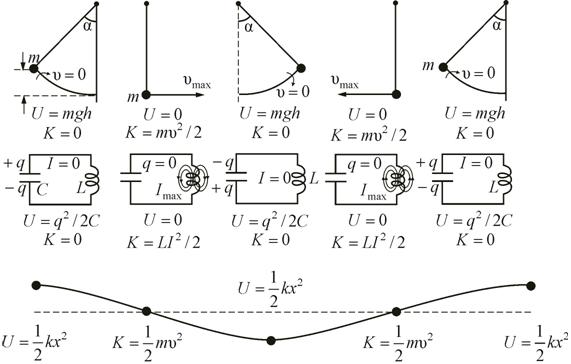 α
m
υ = 0
U = mgh
K = 0
υmax
m
U = 0
K = mυ²/2
α
υ = 0
U = mgh
K = 0
υmax
U = 0
K = mυ²/2
α
m
υ = 0
U = mgh
K = 0
+q
−q
C
I = 0
L
U = q²/2C
K = 0
q = 0
Imax
U = 0
K = LI²/2
−q
+q
I = 0
L
U = q²/2C
K = 0
q = 0
Imax
U = 0
K = LI²/2
+q
−q
I = 0
L
U = q²/2C
K = 0
U = 1/2 kx²
U = 1/2 kx²
K = 1/2 mυ²
K = 1/2 mυ²
U = 1/2 kx²